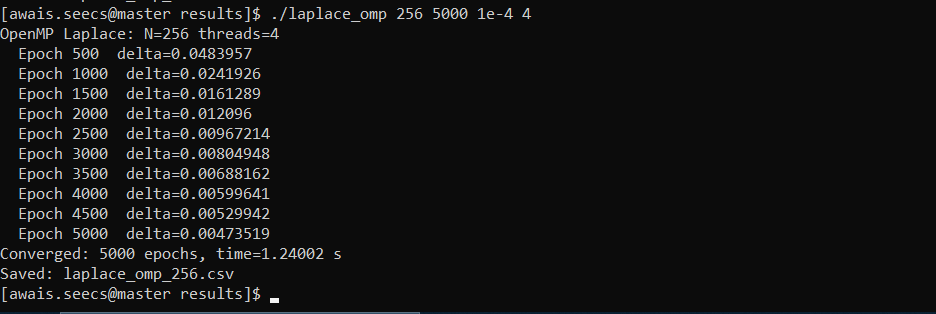 [awais.seecs@master results]$ ./laplace_omp 256 5000 1e-4 4
OpenMP Laplace: N=256 threads=4
  Epoch 500  delta=0.0483957
  Epoch 1000  delta=0.0241926
  Epoch 1500  delta=0.0161289
  Epoch 2000  delta=0.012096
  Epoch 2500  delta=0.00967214
  Epoch 3000  delta=0.00804948
  Epoch 3500  delta=0.00688162
  Epoch 4000  delta=0.00599641
  Epoch 4500  delta=0.00529942
  Epoch 5000  delta=0.00473519
Converged: 5000 epochs, time=1.24002 s
Saved: laplace_omp_256.csv
[awais.seecs@master results]$